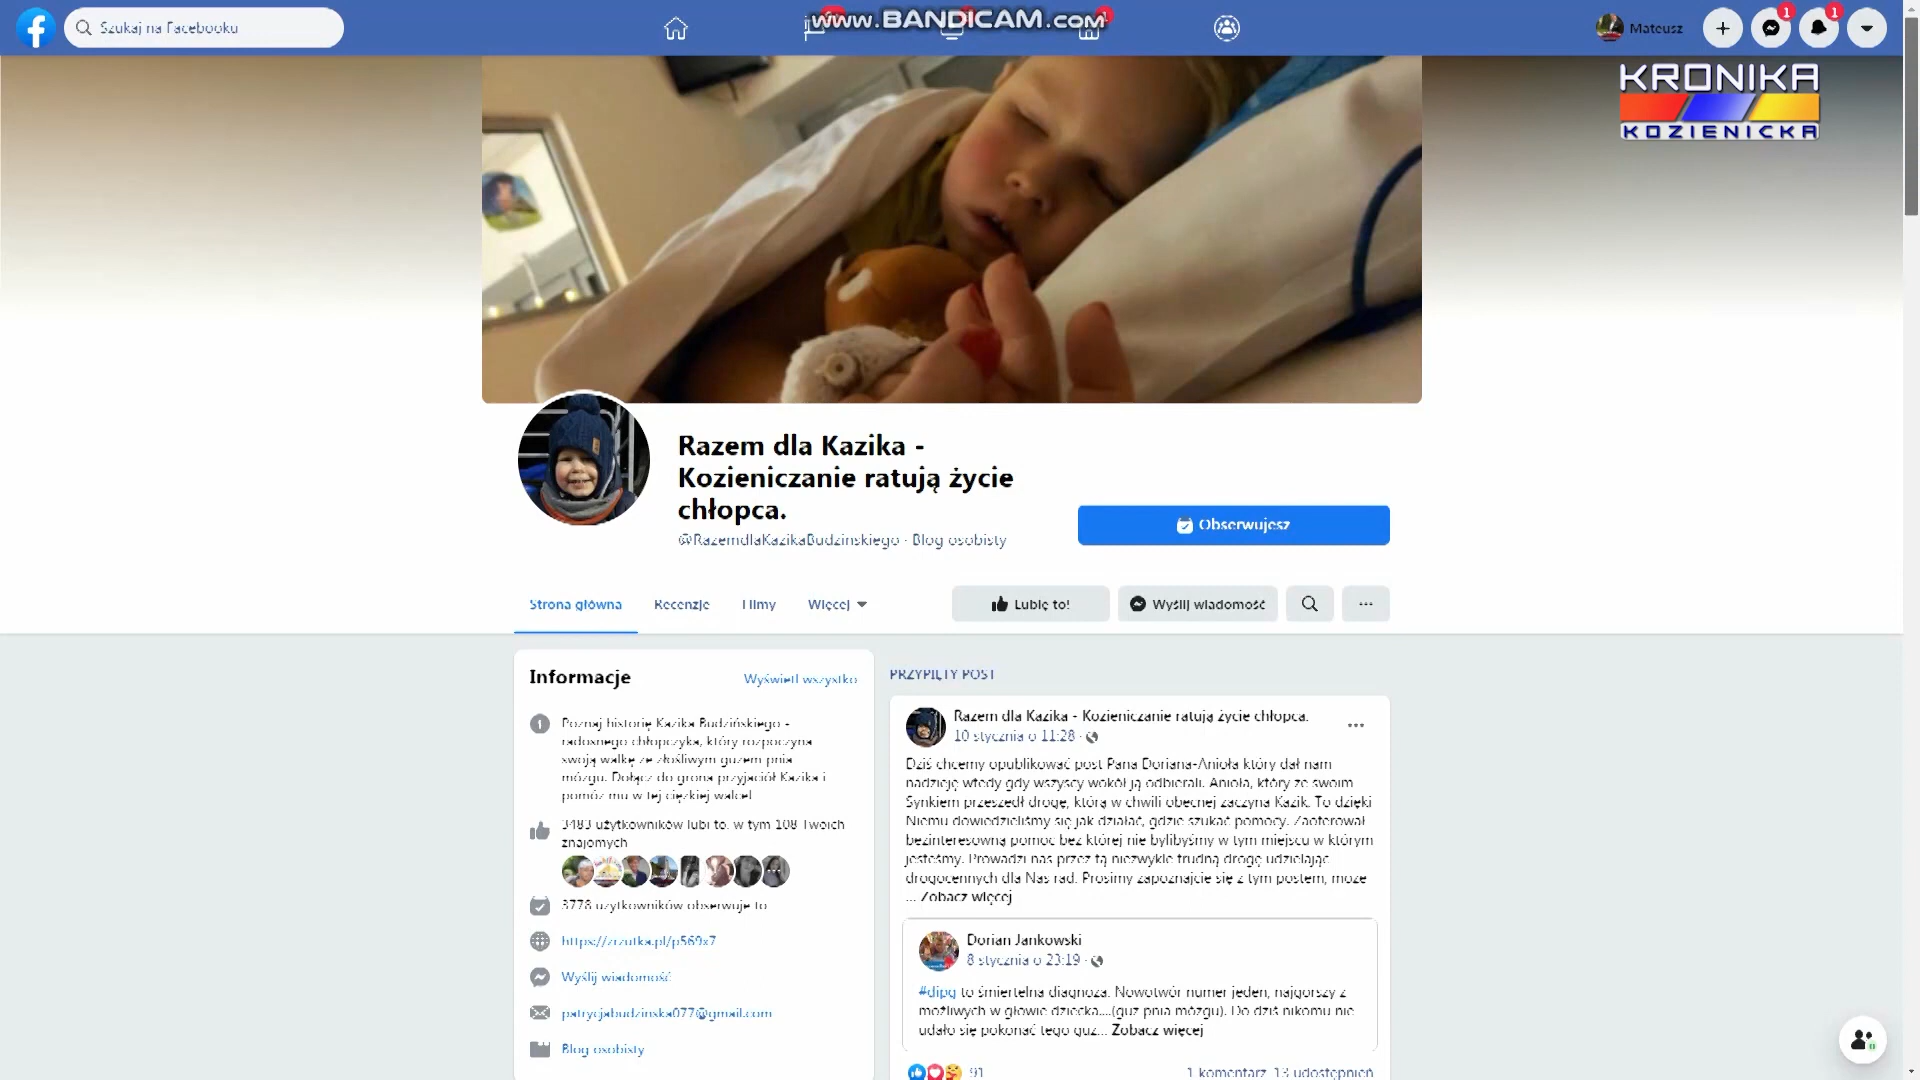 Szukaj na Facebooku
www.BANDICAM.com
1
Mateusz
1
1
KRONIKA
KOZIENICKA
Razem dla Kazika -
Kozieniczanie ratują życie
chłopca.
@RazemdlaKazikaBudzinskiego · Blog osobisty
Obserwujesz
Strona główna
Recenzje
Filmy
Więcej
Lubię to!
Wyślij wiadomość
Informacje
Wyświetl wszystko
Poznaj historię Kazika Budzińskiego -
radosnego chłopczyka, który rozpoczyna
swoją walkę ze złośliwym guzem pnia
mózgu. Dołącz do grona przyjaciół Kazika i
pomóż mu w tej ciężkiej walce!
3483 użytkowników lubi to, w tym 108 Twoich
znajomych
3778 użytkowników obserwuje to
https://zrzutka.pl/p569x7
Wyślij wiadomość
patrycjabudzinska077@gmail.com
Blog osobisty
PRZYPIĘTY POST
Razem dla Kazika - Kozieniczanie ratują życie chłopca.
10 stycznia o 11:28 ·
Dziś chcemy opublikować post Pana Doriana-Anioła który dał nam
nadzieję wtedy gdy wszyscy wokół ją odbierali. Anioła, który ze swoim
Synkiem przeszedł drogę, którą w chwili obecnej zaczyna Kazik. To dzięki
Niemu dowiedzieliśmy się jak działać, gdzie szukać pomocy. Zaoferował
bezinteresowną pomoc bez której nie bylibyśmy w tym miejscu w którym
jesteśmy. Prowadzi nas przez tą niezwykle trudną drogę udzielając
drogocennych dla Nas rad. Prosimy zapoznajcie się z tym postem, może
... Zobacz więcej
Dorian Jankowski
8 stycznia o 23:19 ·
#dipg to śmiertelna diagnoza. Nowotwór numer jeden, najgorszy z
możliwych w głowie dziecka....(guz pnia mózgu). Do dziś nikomu nie
udało się pokonać tego guz... Zobacz więcej
91
1 komentarz 13 udostępnień